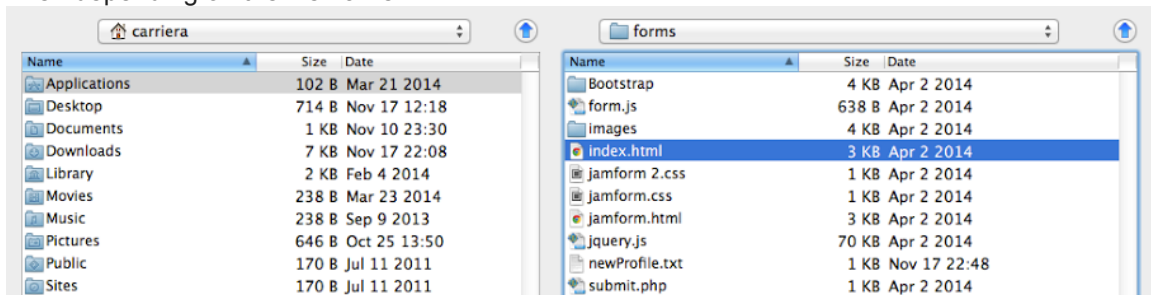 carriera
Name Size Date
Applications 102 B Mar 21 2014
Desktop 714 B Nov 17 12:18
Documents 1 KB Nov 10 23:30
Downloads 7 KB Nov 17 22:08
Library 2 KB Feb 4 2014
Movies 238 B Mar 23 2014
Music 238 B Sep 9 2013
Pictures 646 B Oct 25 13:50
Public 170 B Jul 11 2011
Sites 170 B Jul 11 2011
forms
Name Size Date
Bootstrap 4 KB Apr 2 2014
form.js 638 B Apr 2 2014
images 4 KB Apr 2 2014
index.html 3 KB Apr 2 2014
jamform 2.css 1 KB Apr 2 2014
jamform.css 1 KB Apr 2 2014
jamform.html 3 KB Apr 2 2014
jquery.js 70 KB Apr 2 2014
newProfile.txt 1 KB Nov 17 22:48
submit.php 1 KB Apr 2 2014